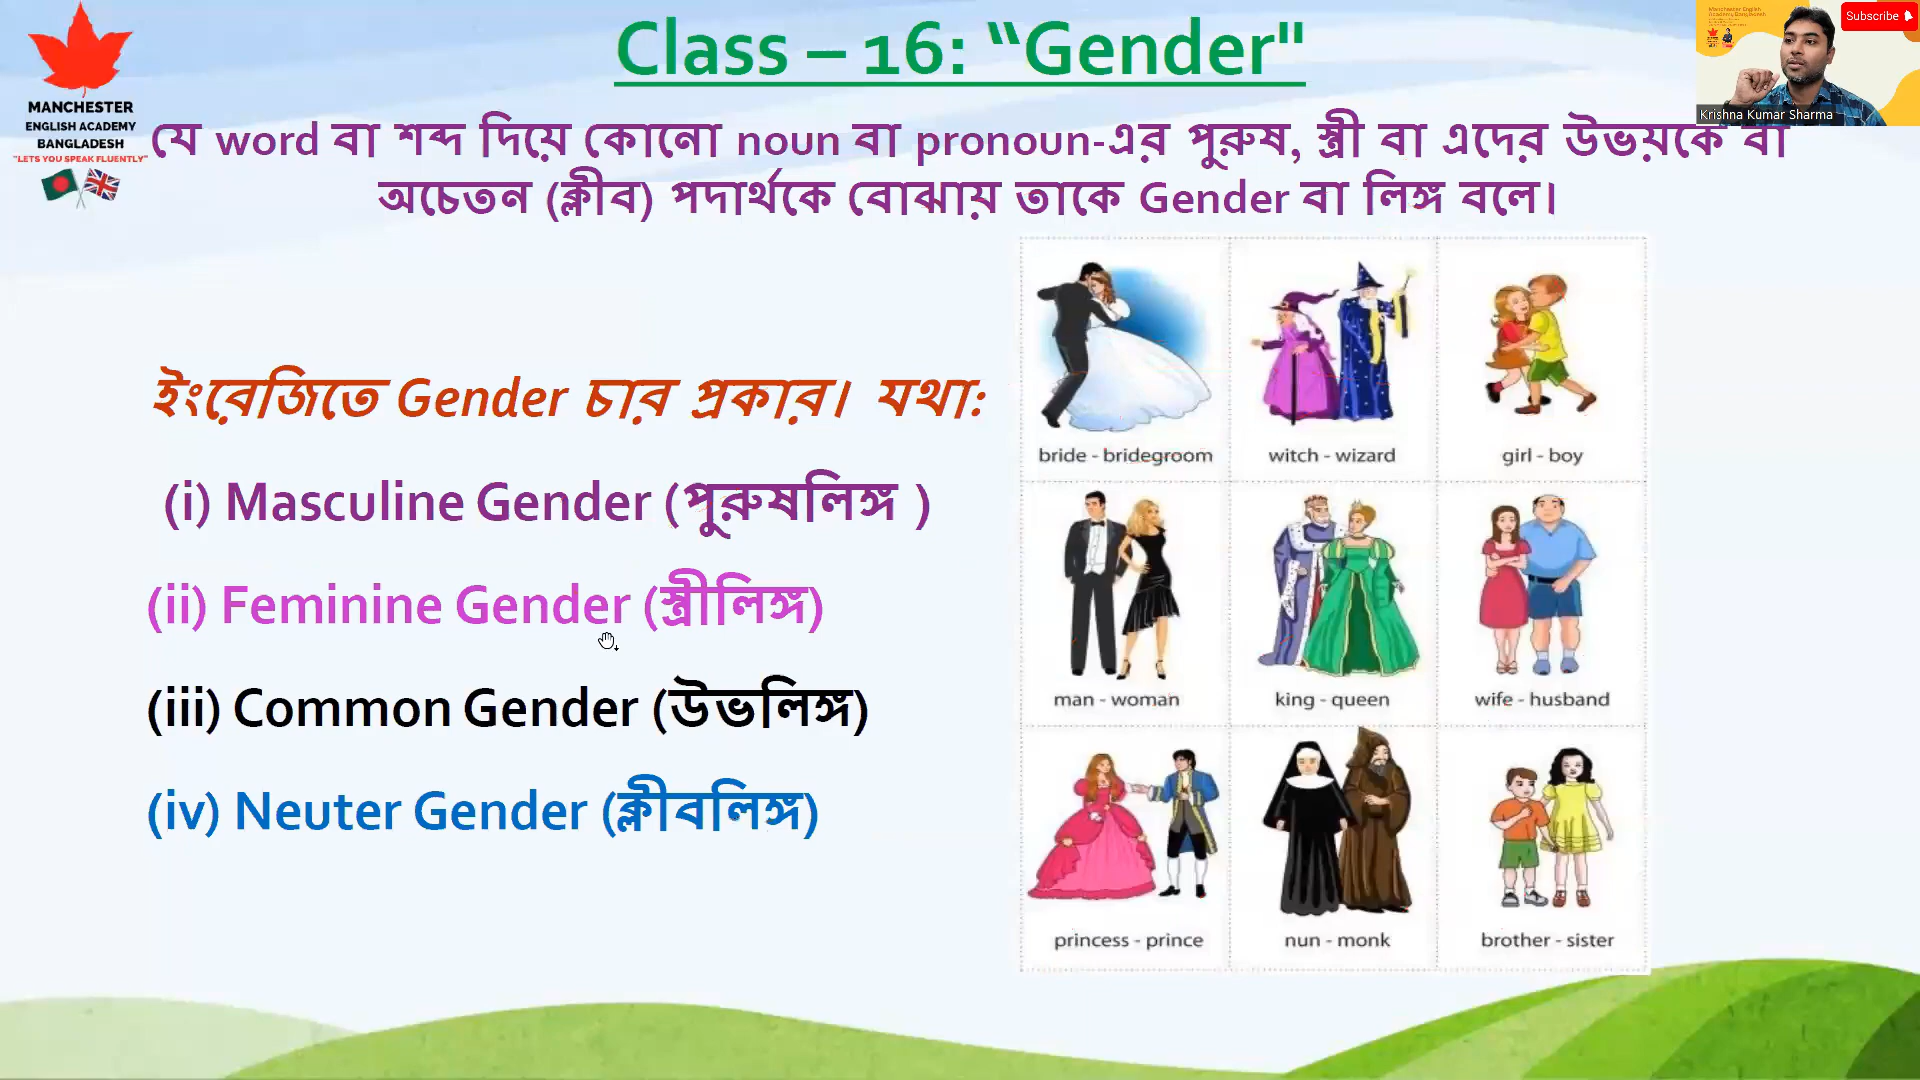 Class – 16: “Gender"
Subscribe
Krishna Kumar Sharma
MANCHESTER
ENGLISH ACADEMY
BANGLADESH
"LETS YOU SPEAK FLUENTLY"
যে word বা শব্দ দিয়ে কোনো noun বা pronoun-এর পুরুষ, স্ত্রী বা এদের উভয়কে বা
অচেতন (ক্লীব) পদার্থকে বোঝায় তাকে Gender বা লিঙ্গ বলে।
ইংরেজিতে Gender চার প্রকার। যথা:
(i) Masculine Gender (পুরুষলিঙ্গ )
(ii) Feminine Gender (স্ত্রীলিঙ্গ)
(iii) Common Gender (উভলিঙ্গ)
(iv) Neuter Gender (ক্লীবলিঙ্গ)
bride - bridegroom
witch - wizard
girl - boy
man - woman
king - queen
wife - husband
princess - prince
nun - monk
brother - sister